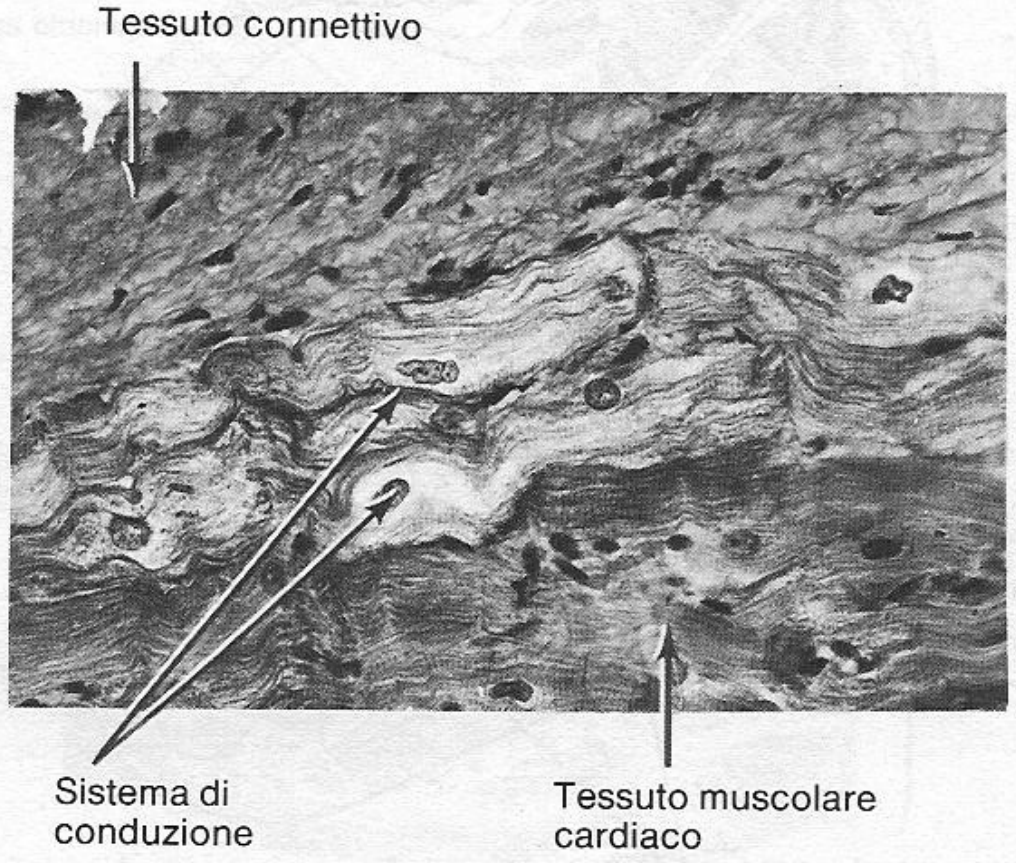 Tessuto connettivo
Sistema di
conduzione
Tessuto muscolare
cardiaco